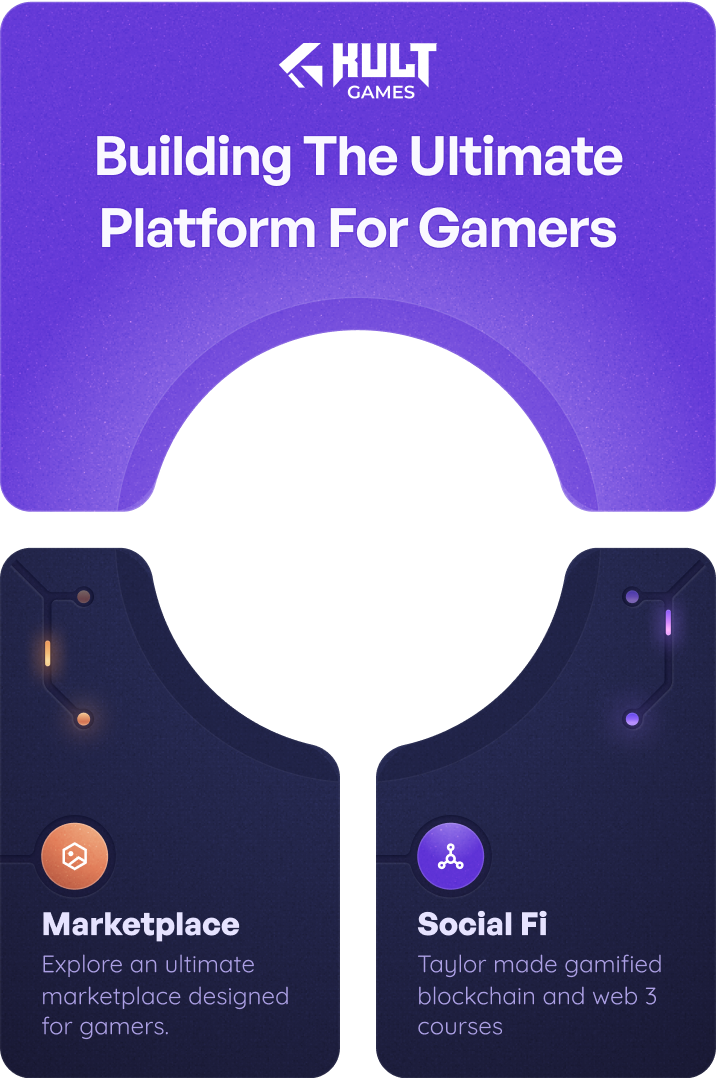 KULT
GAMES
Building The Ultimate
Platform For Gamers
Marketplace
Explore an ultimate
marketplace designed
for gamers.
Social Fi
Taylor made gamified
blockchain and web 3
courses